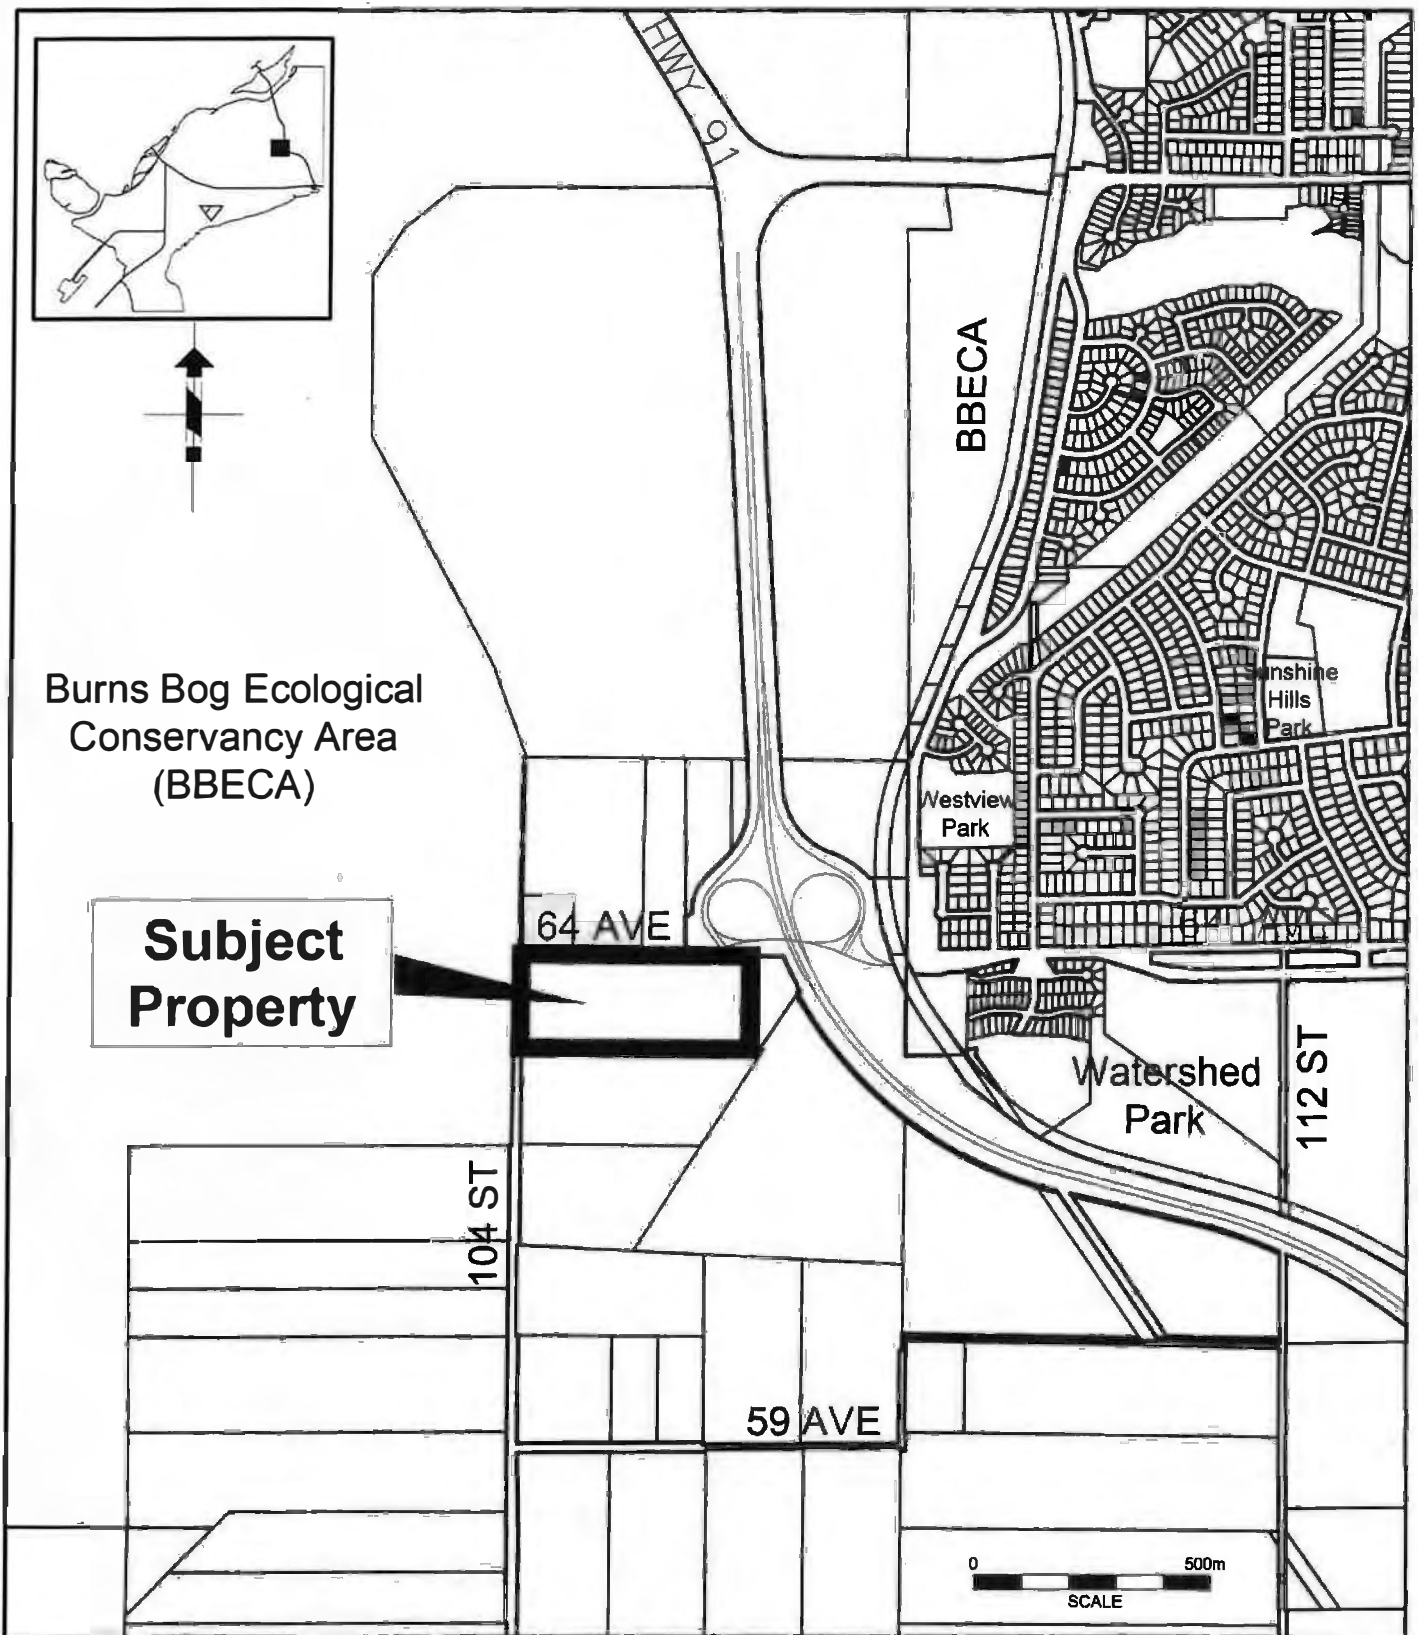 HWY 91
BBECA
Burns Bog Ecological
Conservancy Area
(BBECA)
Sunshine
Hills
Park
Westview
Park
64 AVE
Subject
Property
Watershed
Park
112 ST
104 ST
59 AVE
0 500m
SCALE